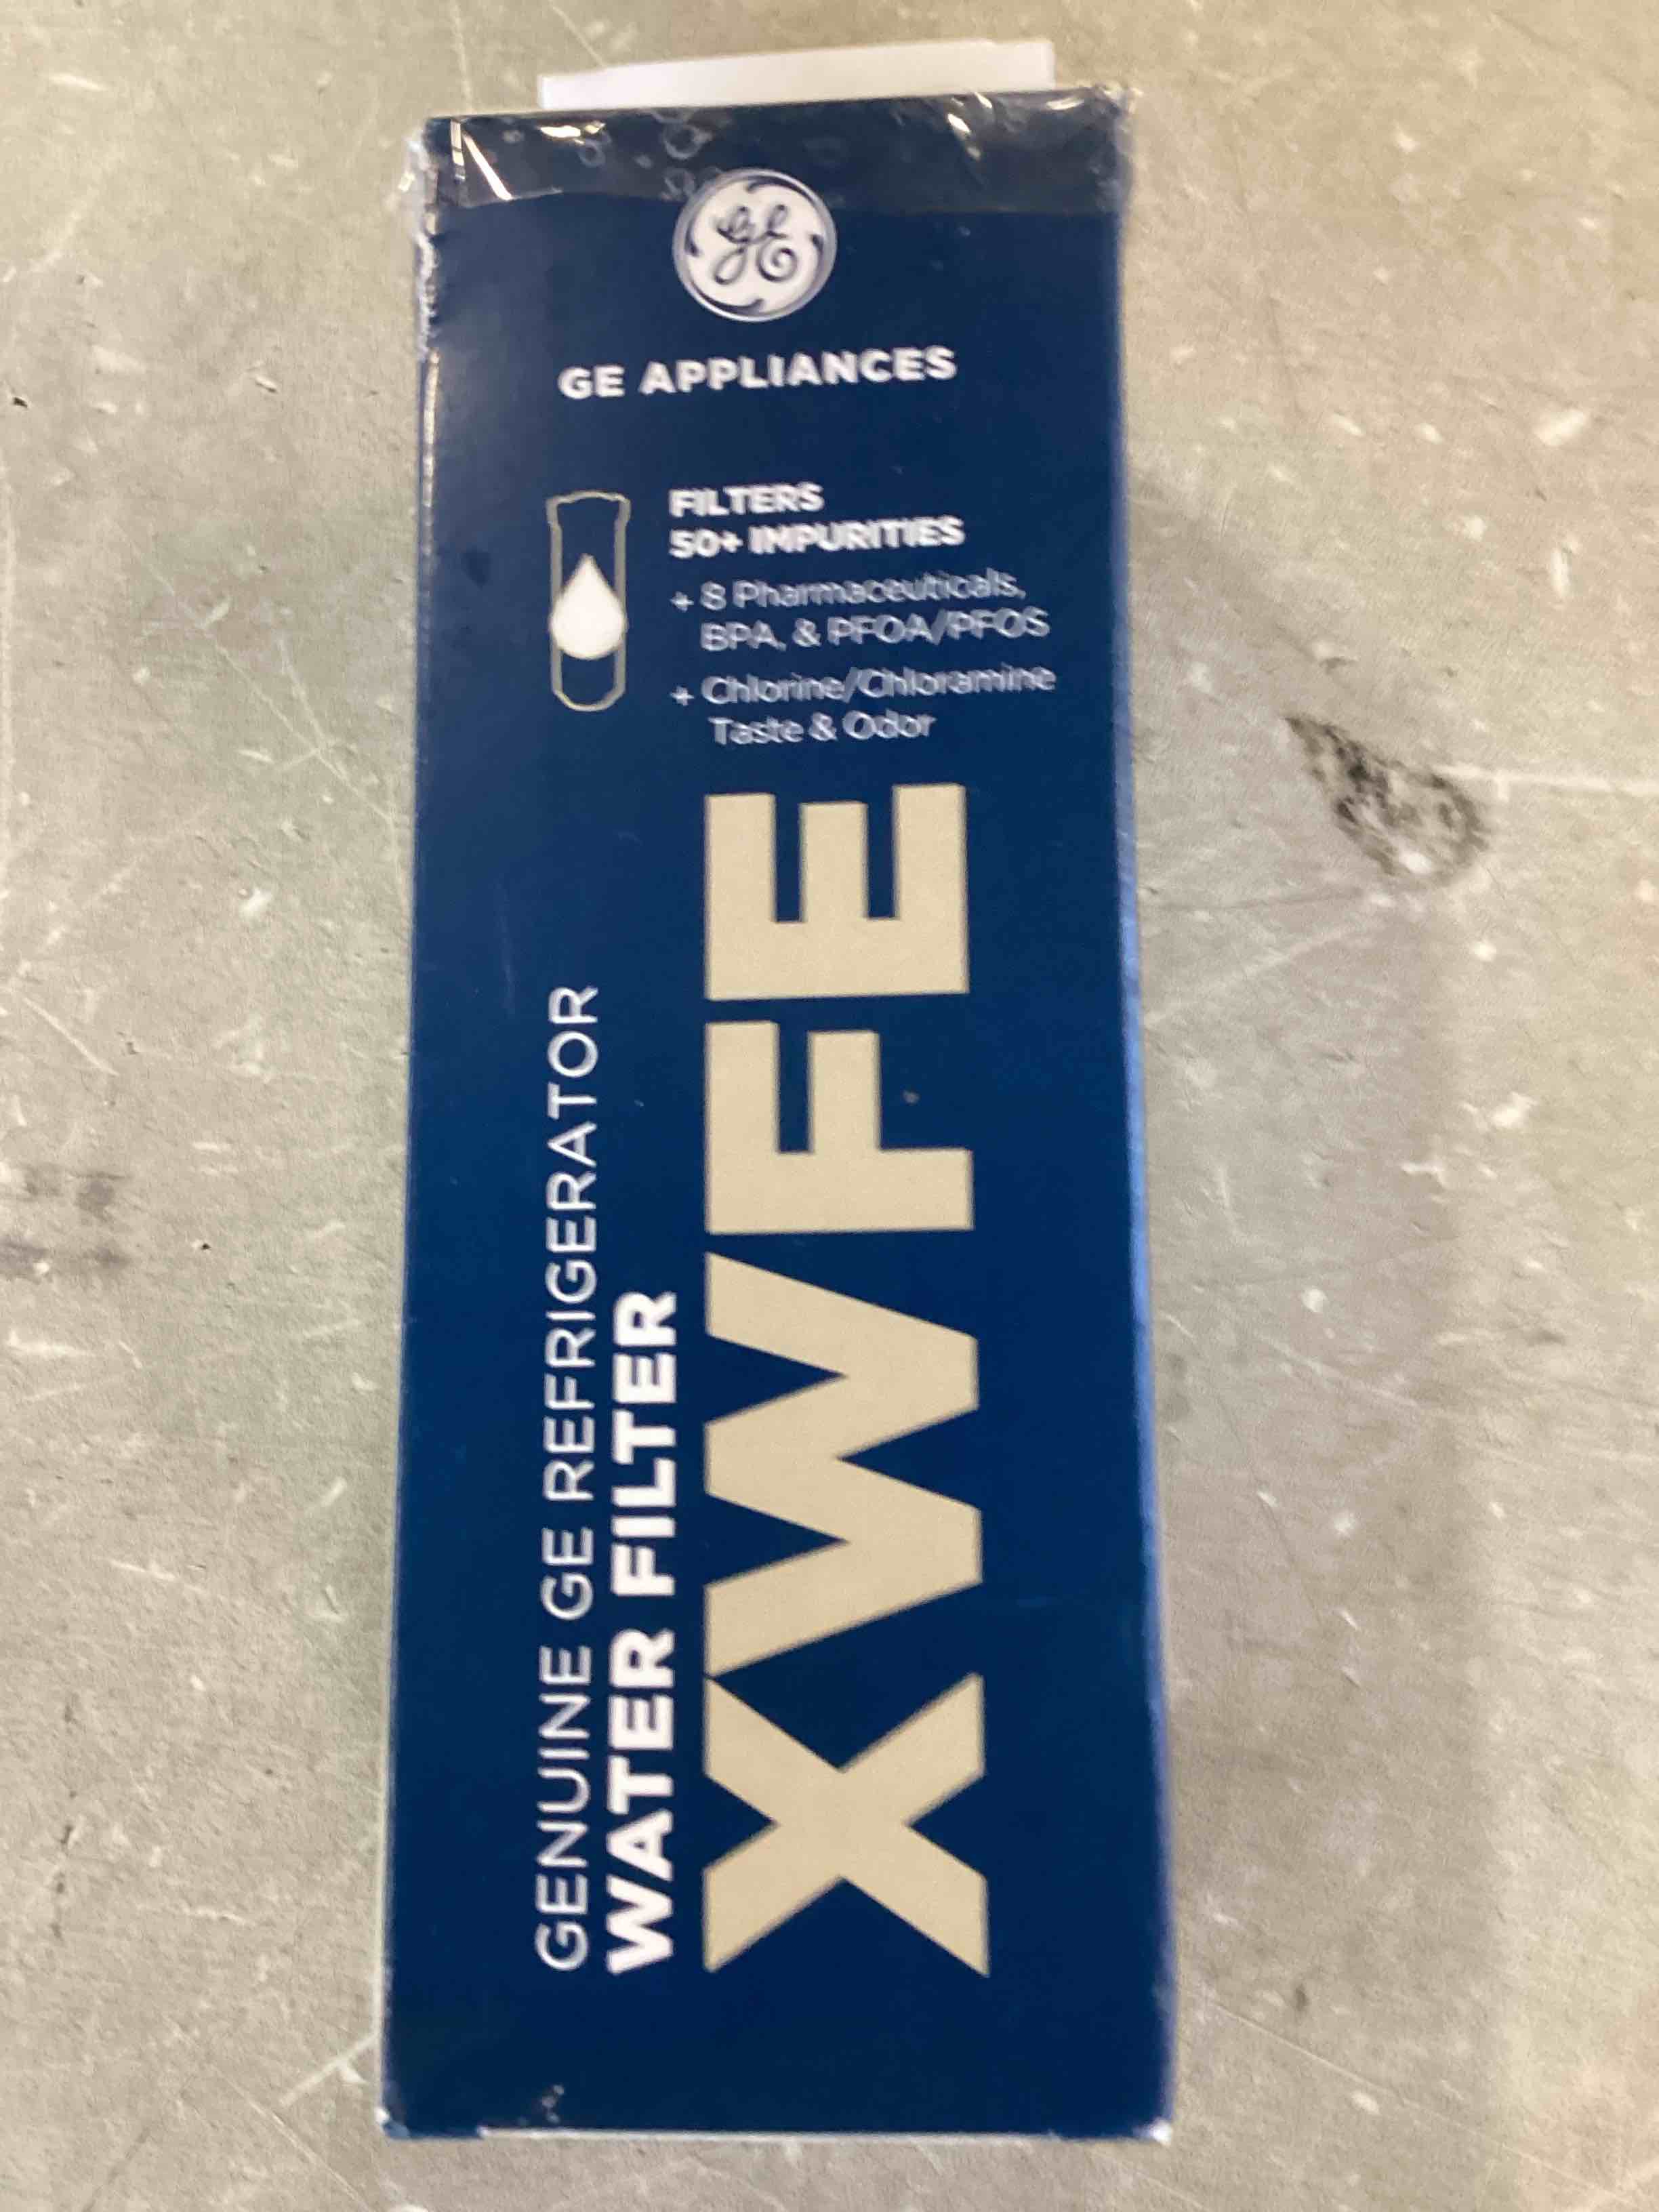 GE
GE APPLIANCES
FILTERS
50+ IMPURITIES
+ 8 Pharmaceuticals,
BPA, & PFOA/PFOS
+ Chlorine/Chloramine
Taste & Odor
GENUINE GE REFRIGERATOR
WATER FILTER
XWFE